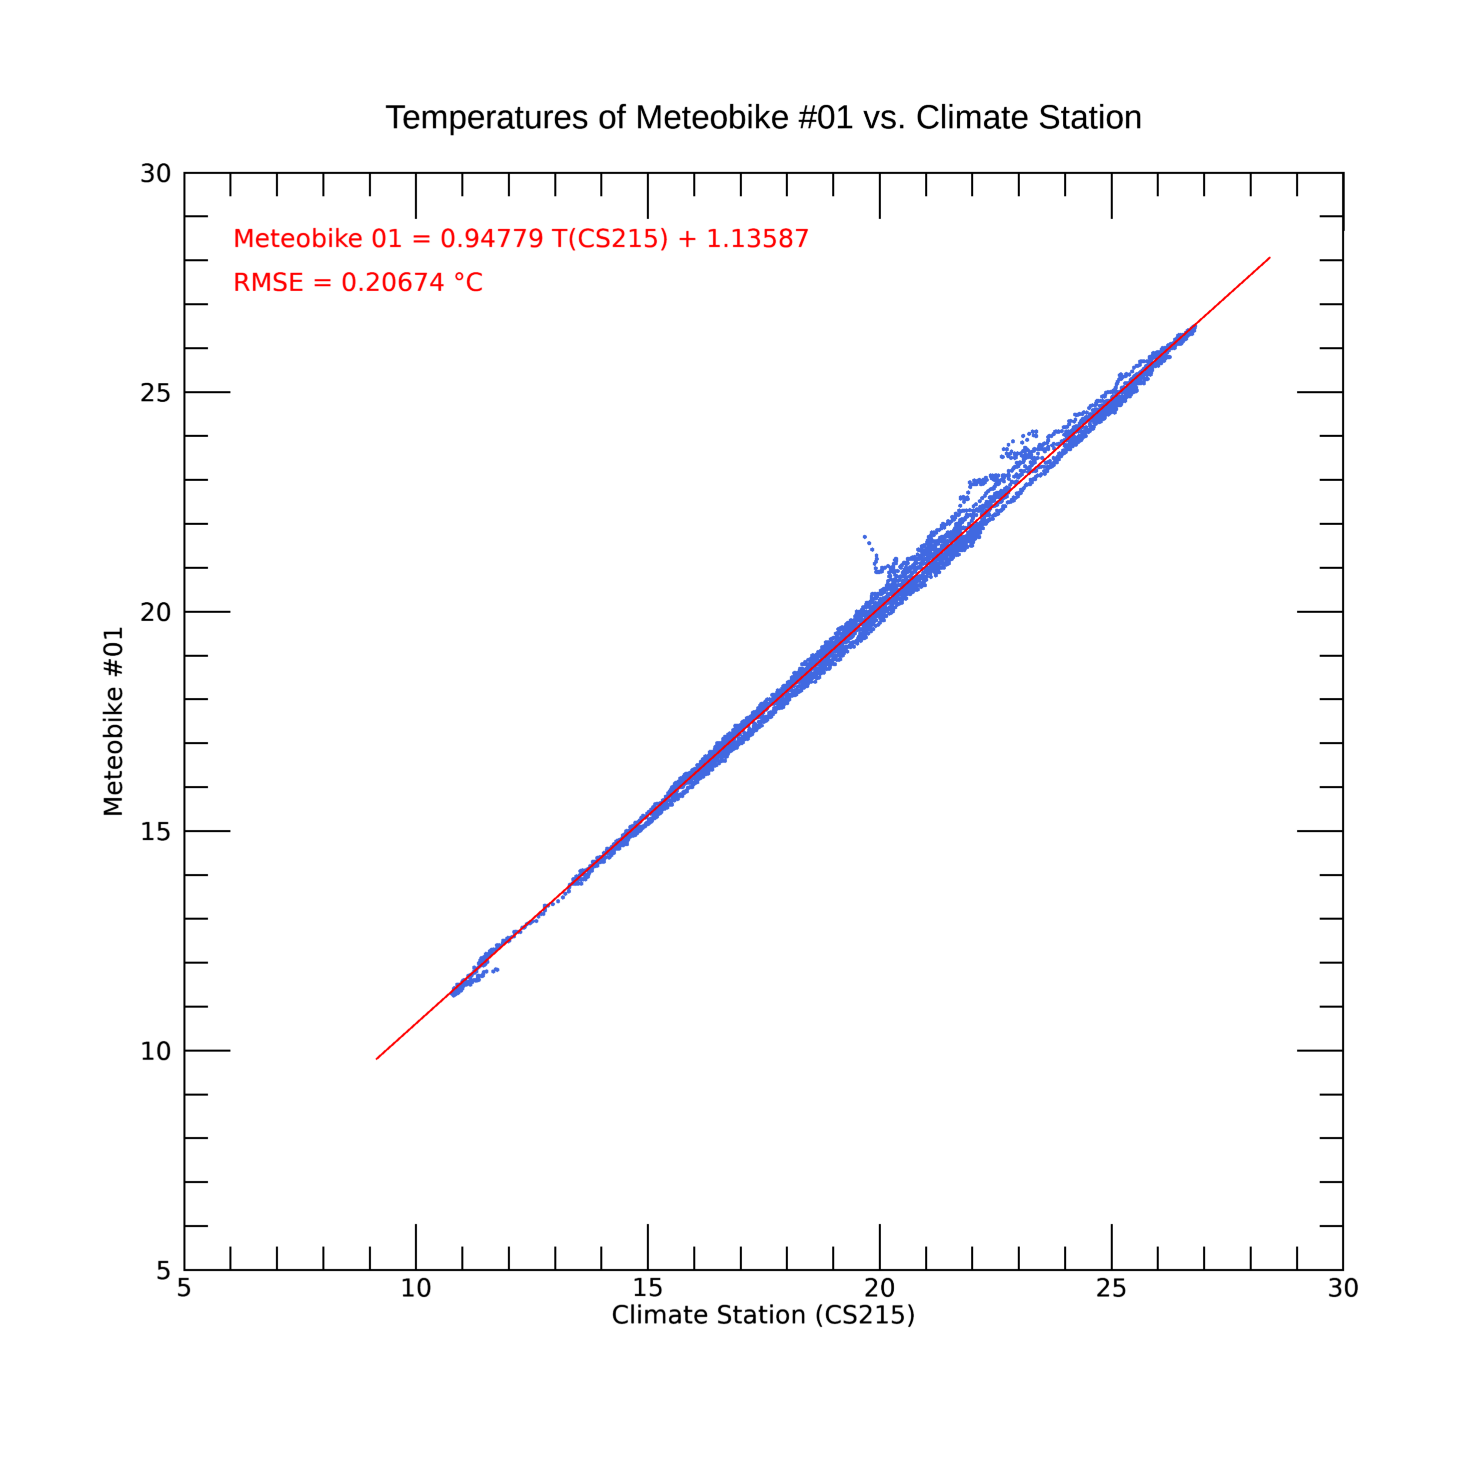 Temperatures of Meteobike #01 vs. Climate Station
Meteobike 01 = 0.94779 T(CS215) + 1.13587
RMSE = 0.20674 °C
30
25
20
15
10
5
Meteobike #01
5 10 15 20 25 30
Climate Station (CS215)